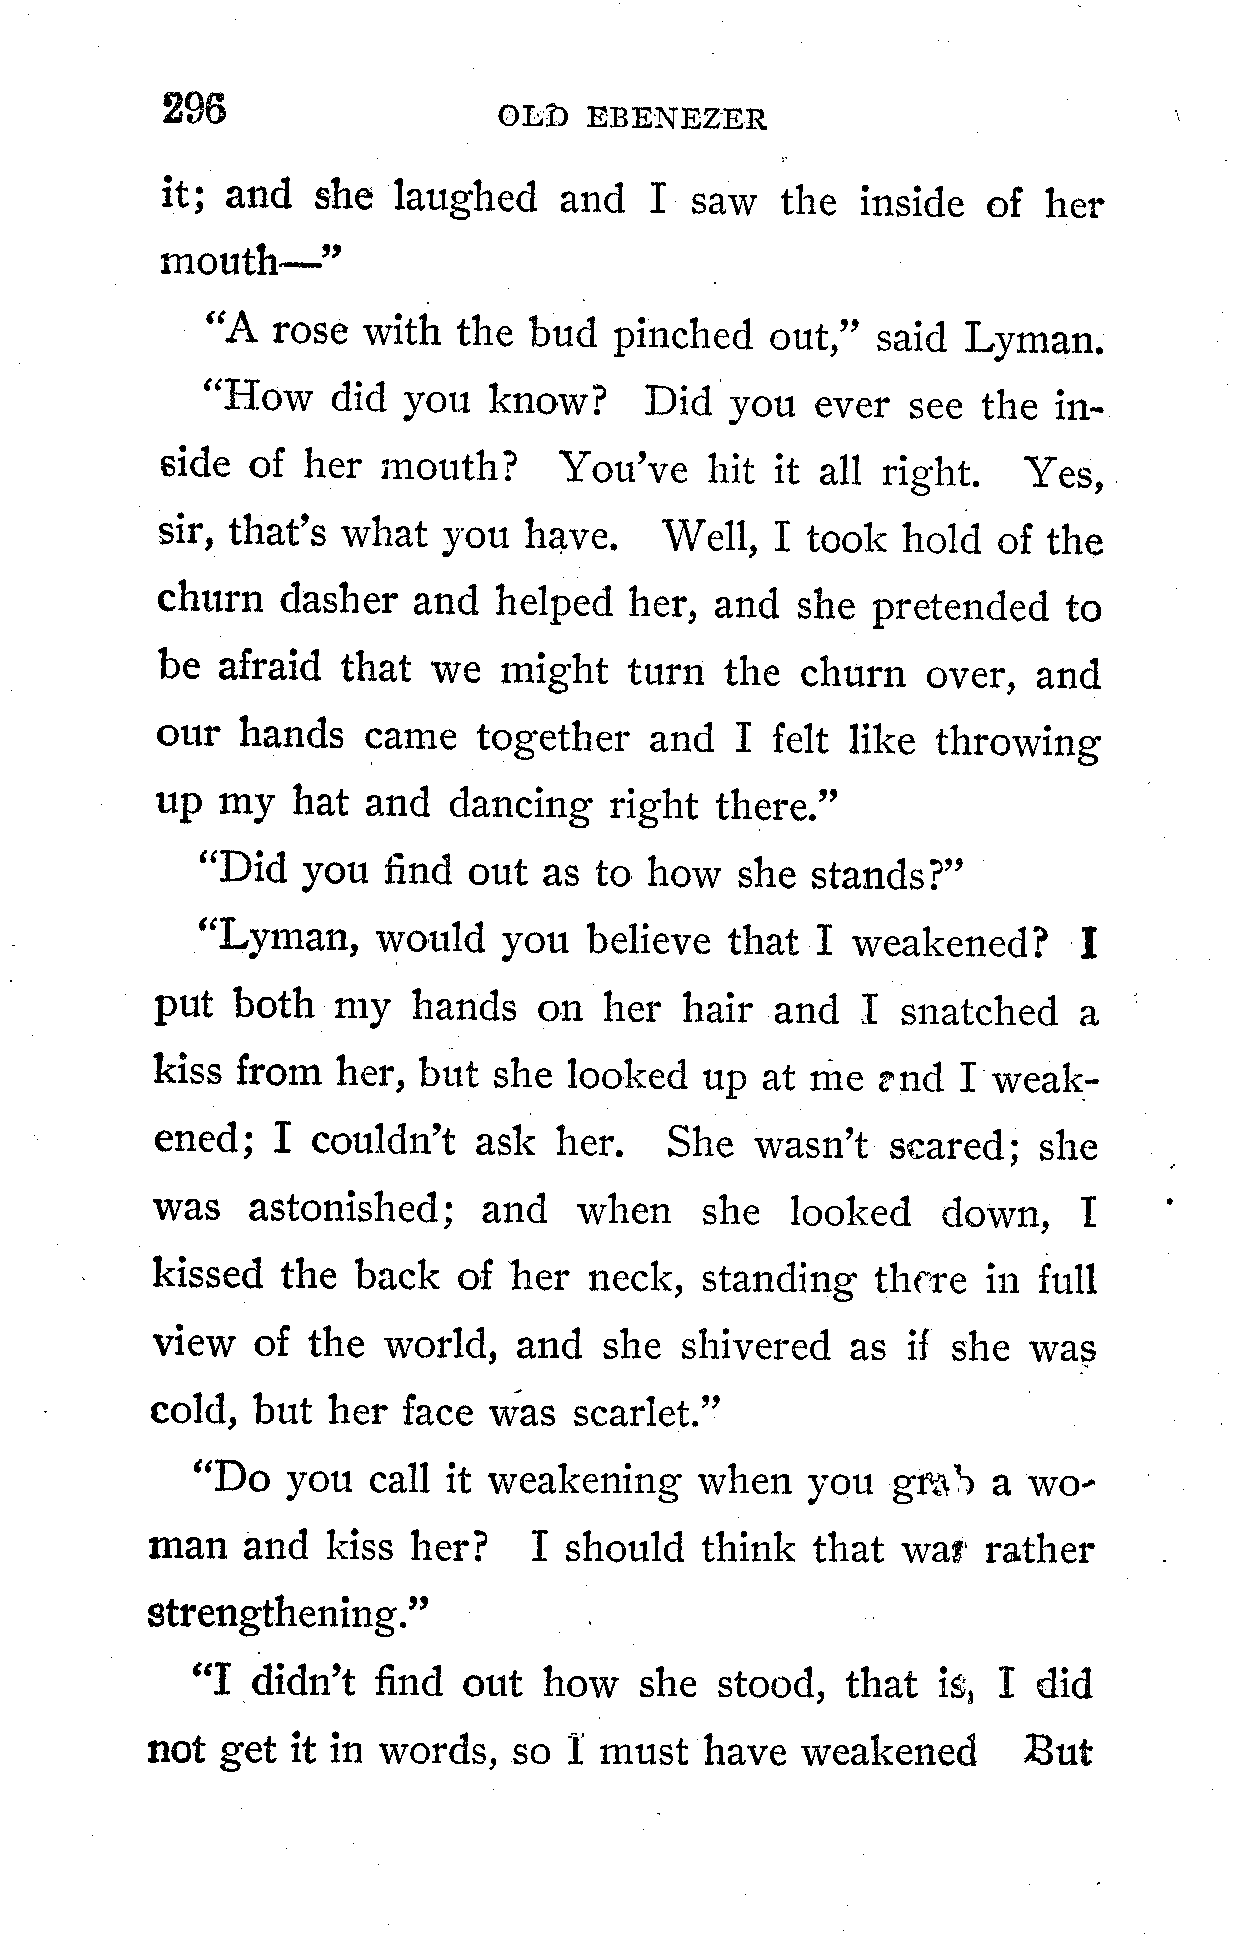 296
OLD EBENEZER
it; and she laughed and I saw the inside of her
mouth—"
"A rose with the bud pinched out," said Lyman.
"How did you know? Did you ever see the in-
side of her mouth? You've hit it all right. Yes,
sir, that's what you have. Well, I took hold of the
churn dasher and helped her, and she pretended to
be afraid that we might turn the churn over, and
our hands came together and I felt like throwing
up my hat and dancing right there."
"Did you find out as to how she stands?"
"Lyman, would you believe that I weakened? I
put both my hands on her hair and I snatched a
kiss from her, but she looked up at me and I weak-
ened; I couldn't ask her. She wasn't scared; she
was astonished; and when she looked down, I
kissed the back of her neck, standing there in full
view of the world, and she shivered as if she was
cold, but her face was scarlet."
"Do you call it weakening when you grab a wo-
man and kiss her? I should think that was rather
strengthening."
"I didn't find out how she stood, that is, I did
not get it in words, so I must have weakened But